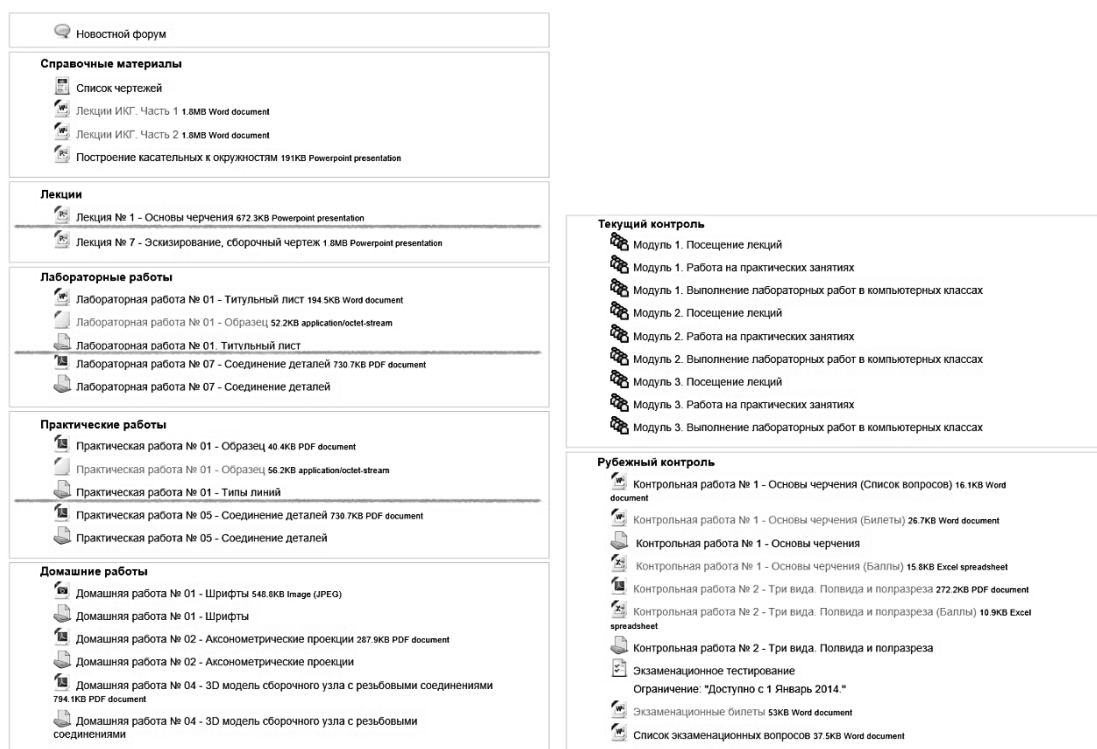 Новостной форум
Справочные материалы
Список чертежей
Лекции ИКГ. Часть 1 1.8MB Word document
Лекции ИКГ. Часть 2 1.8MB Word document
Построение касательных к окружностям 191KB Powerpoint presentation
Лекции
Лекция № 1 - Основы черчения 672.3KB Powerpoint presentation
Лекция № 7 - Эскизирование, сборочный чертеж 1.8MB Powerpoint presentation
Лабораторные работы
Лабораторная работа № 01 - Титульный лист 194.5KB Word document
Лабораторная работа № 01 - Образец 52.2KB application/octet-stream
Лабораторная работа № 01. Титульный лист
Лабораторная работа № 07 - Соединение деталей 730.7KB PDF document
Лабораторная работа № 07 - Соединение деталей
Практические работы
Практическая работа № 01 - Образец 40.4KB PDF document
Практическая работа № 01 - Образец 56.2KB application/octet-stream
Практическая работа № 01 - Типы линий
Практическая работа № 05 - Соединение деталей 730.7KB PDF document
Практическая работа № 05 - Соединение деталей
Домашние работы
Домашняя работа № 01 - Шрифты 548.8KB Image (JPEG)
Домашняя работа № 01 - Шрифты
Домашняя работа № 02 - Аксонометрические проекции 287.9KB PDF document
Домашняя работа № 02 - Аксонометрические проекции
Домашняя работа № 04 - 3D модель сборочного узла с резьбовыми соединениями
794.1KB PDF document
Домашняя работа № 04 - 3D модель сборочного узла с резьбовыми
соединениями
Текущий контроль
Модуль 1. Посещение лекций
Модуль 1. Работа на практических занятиях
Модуль 1. Выполнение лабораторных работ в компьютерных классах
Модуль 2. Посещение лекций
Модуль 2. Работа на практических занятиях
Модуль 2. Выполнение лабораторных работ в компьютерных классах
Модуль 3. Посещение лекций
Модуль 3. Работа на практических занятиях
Модуль 3. Выполнение лабораторных работ в компьютерных классах
Рубежный контроль
Контрольная работа № 1 - Основы черчения (Список вопросов) 16.1KB Word
document
Контрольная работа № 1 - Основы черчения (Билеты) 26.7KB Word document
Контрольная работа № 1 - Основы черчения
Контрольная работа № 1 - Основы черчения (Баллы) 15.8KB Excel spreadsheet
Контрольная работа № 2 - Три вида. Полвида и полразреза 272.2KB PDF document
Контрольная работа № 2 - Три вида. Полвида и полразреза (Баллы) 10.9KB Excel
spreadsheet
Контрольная работа № 2 - Три вида. Полвида и полразреза
Экзаменационное тестирование
Ограничение: "Доступно с 1 Январь 2014."
Экзаменационные билеты 53KB Word document
Список экзаменационных вопросов 37.5KB Word document